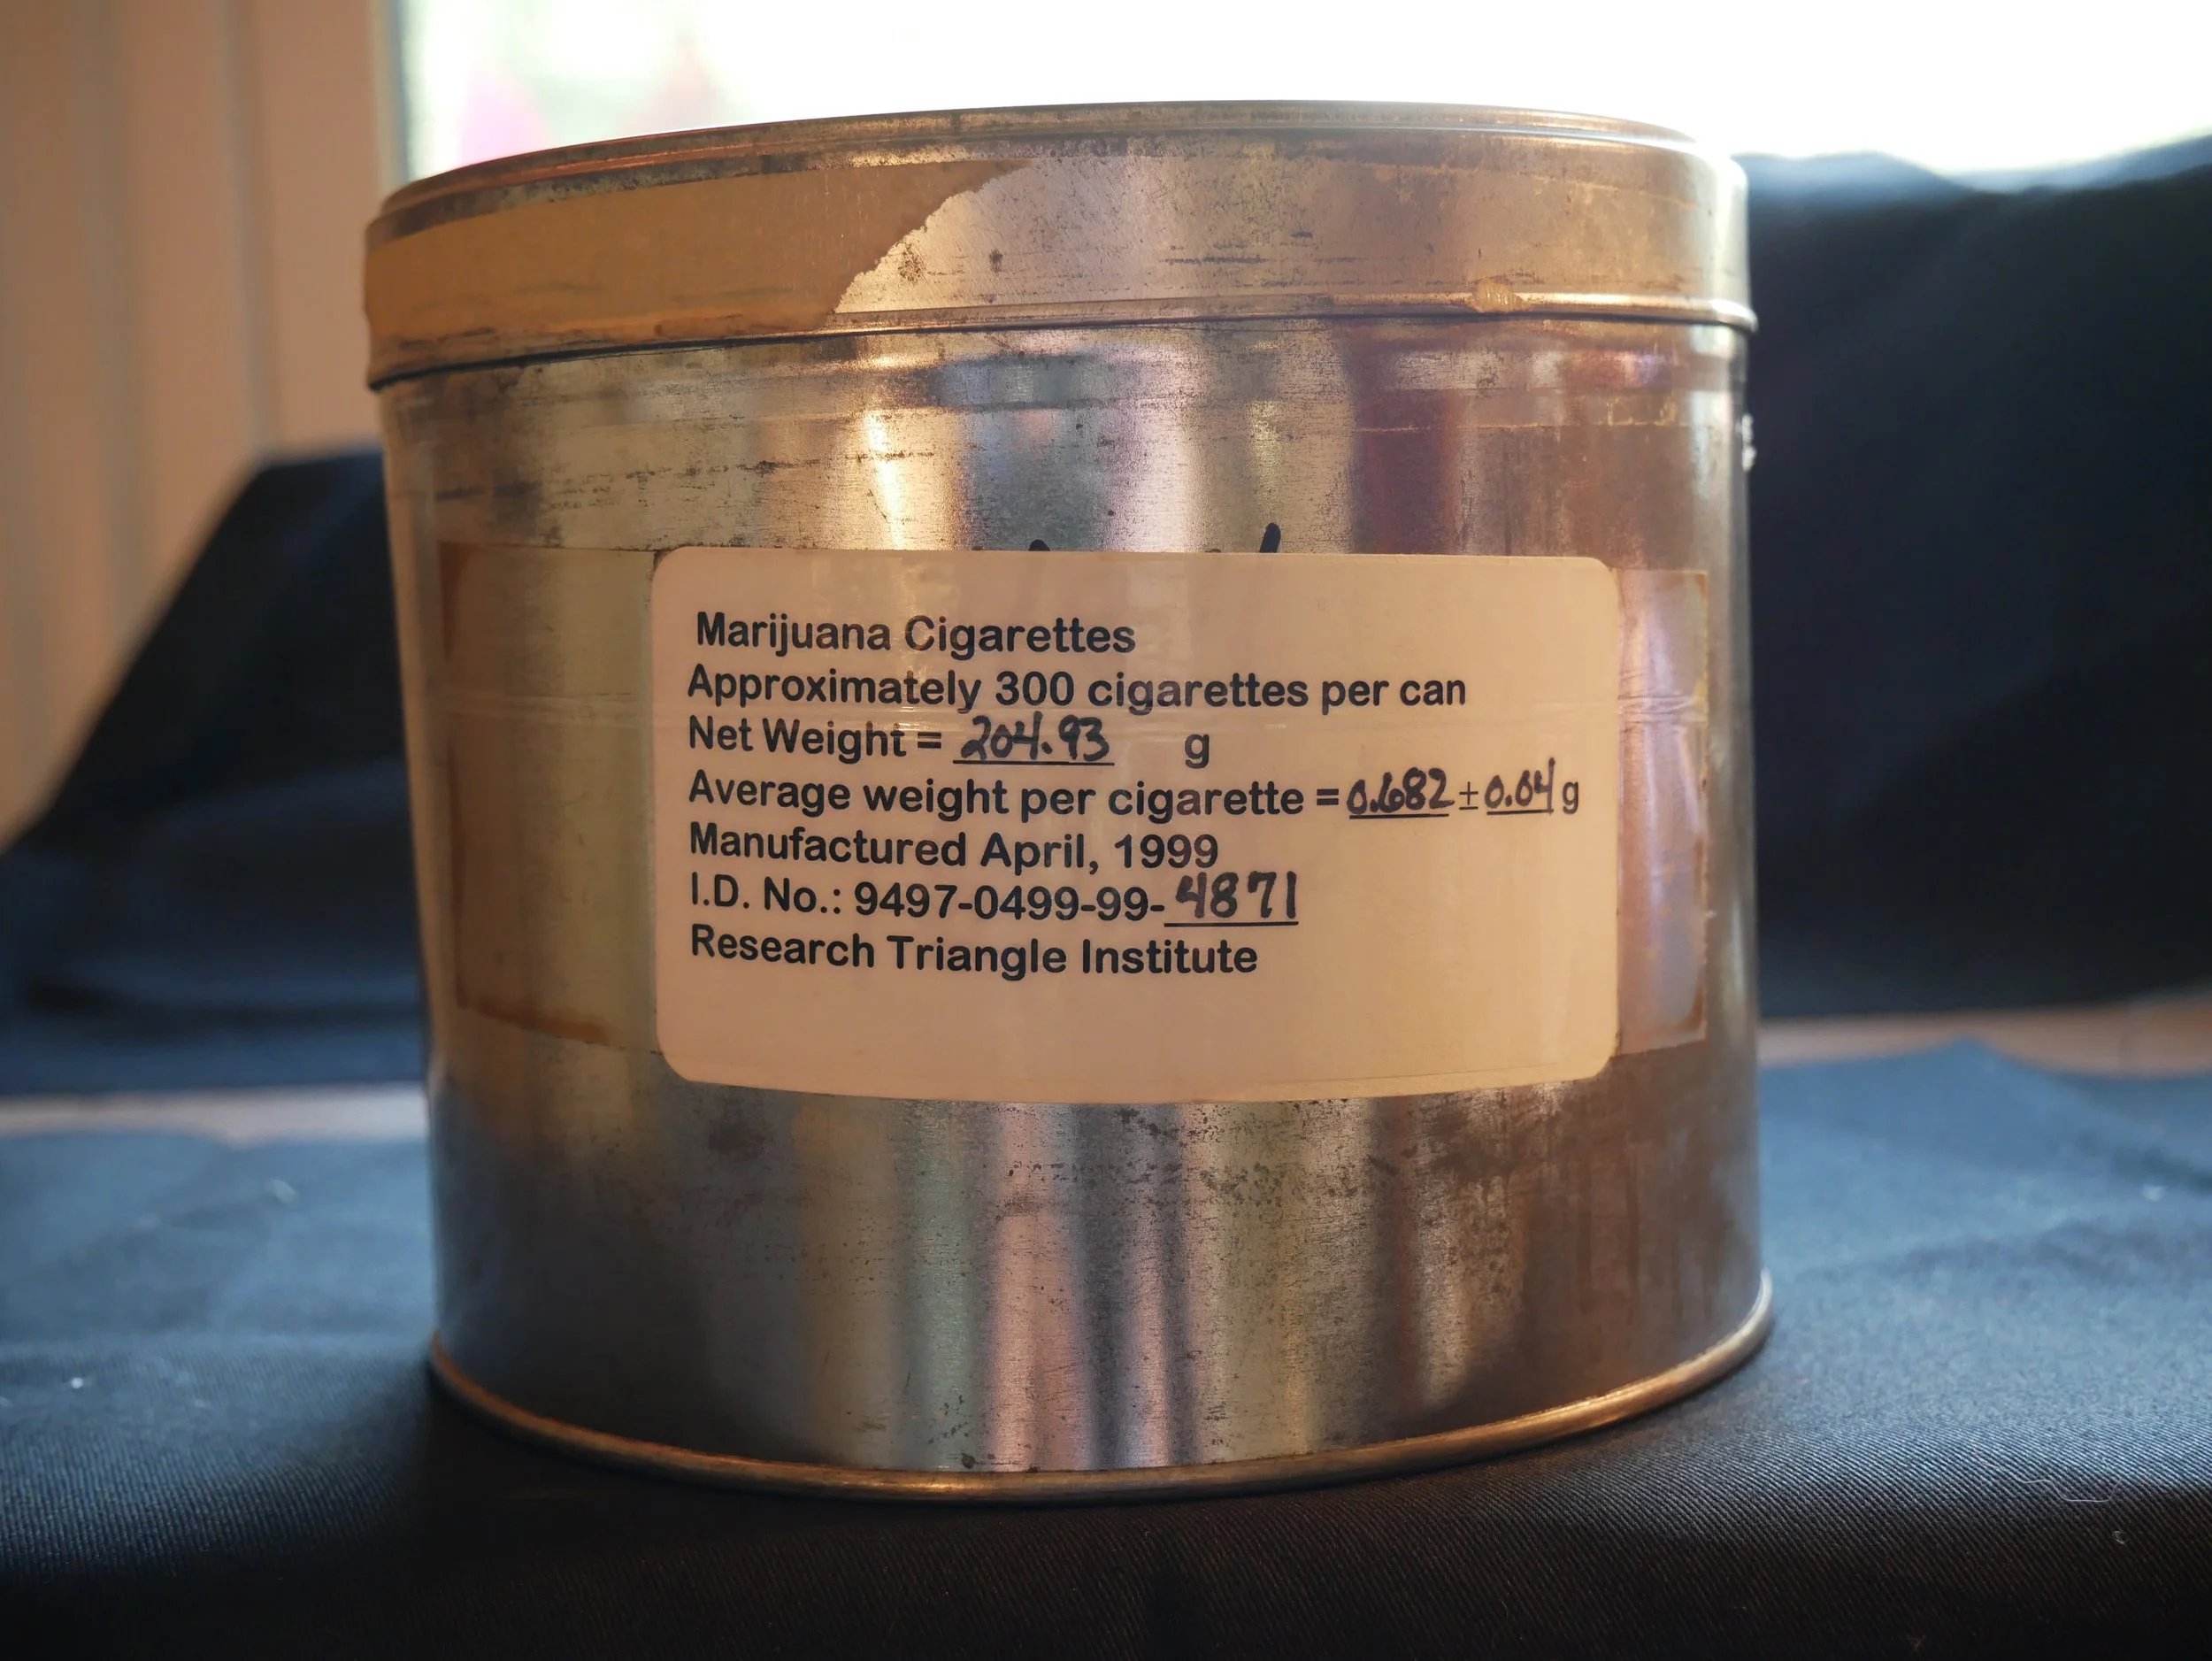 Marijuana Cigarettes
Approximately 300 cigarettes per can
Net Weight = 204.93 g
Average weight per cigarette = 0.682 ± 0.04 g
Manufactured April, 1999
I.D. No.: 9497-0499-99-4871
Research Triangle Institute